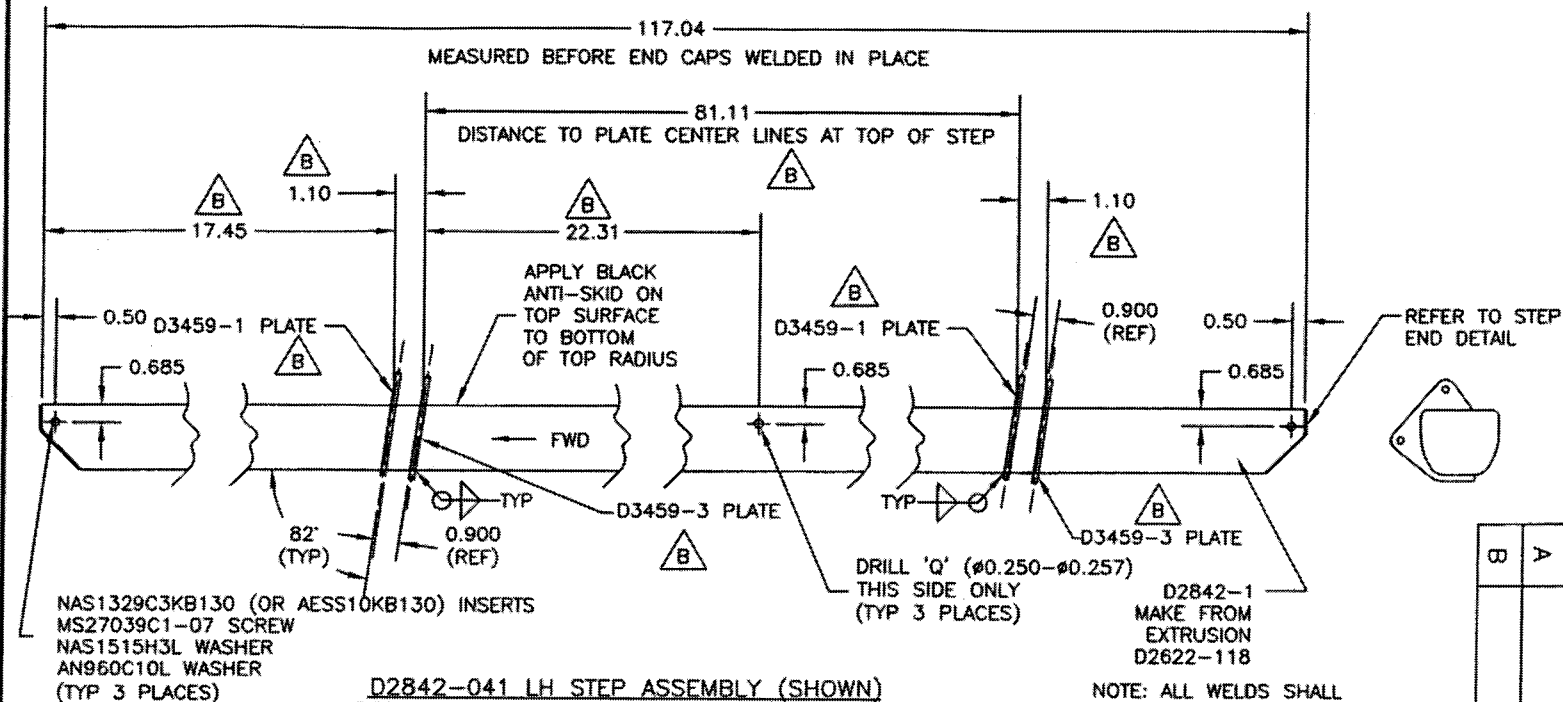 117.04
MEASURED BEFORE END CAPS WELDED IN PLACE
81.11
DISTANCE TO PLATE CENTER LINES AT TOP OF STEP
B
B
1.10
B
17.45
B
22.31
1.10
B
APPLY BLACK
ANTI-SKID ON
TOP SURFACE
TO BOTTOM
OF TOP RADIUS
B
D3459-1 PLATE
0.900
(REF)
0.50
REFER TO STEP
END DETAIL
0.50
D3459-1 PLATE
B
0.685
0.685
0.685
FWD
TYP
TYP
D3459-3 PLATE
B
D3459-3 PLATE
B
82°
(TYP)
0.900
(REF)
DRILL 'Q' (ø0.250-ø0.257)
THIS SIDE ONLY
(TYP 3 PLACES)
D2842-1
MAKE FROM
EXTRUSION
D2622-118
NAS1329C3KB130 (OR AESS10KB130) INSERTS
MS27039C1-07 SCREW
NAS1515H3L WASHER
AN960C10L WASHER
(TYP 3 PLACES)
D2842-041 LH STEP ASSEMBLY (SHOWN)
NOTE: ALL WELDS SHALL
B
A